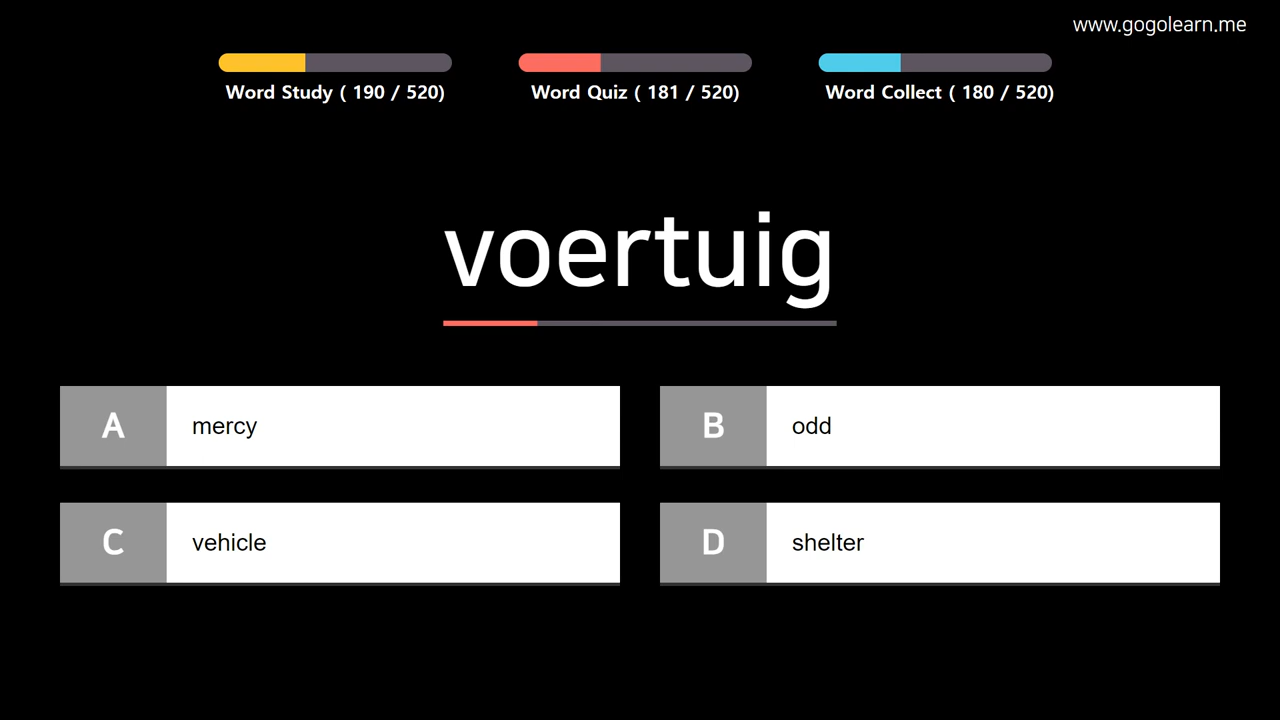 www.gogolearn.me
Word Study ( 190 / 520)
Word Quiz ( 181 / 520)
Word Collect ( 180 / 520)
voertuig
A mercy
B odd
C vehicle
D shelter